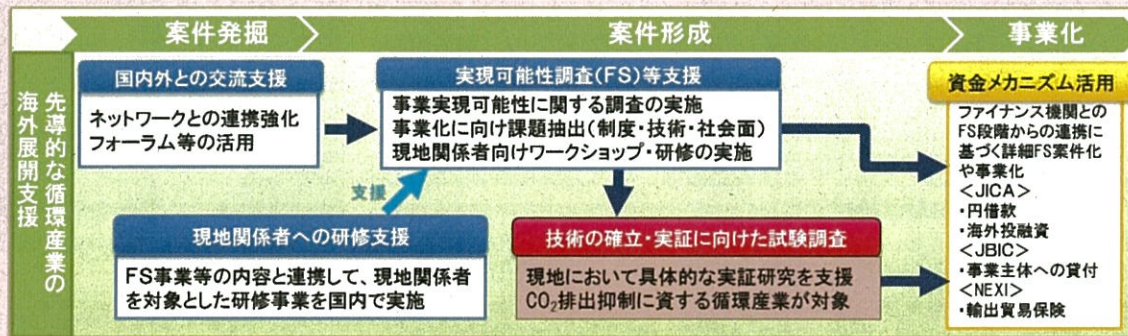 案件発掘
案件形成
事業化
先導的な循環産業の
海外展開支援
国内外との交流支援
ネットワークとの連携強化
フォーラム等の活用
実現可能性調査(FS)等支援
事業実現可能性に関する調査の実施
事業化に向け課題抽出(制度・技術・社会面)
現地関係者向けワークショップ・研修の実施
支援
現地関係者への研修支援
FS事業等の内容と連携して、現地関係者
を対象とした研修事業を国内で実施
技術の確立・実証に向けた試験調査
現地において具体的な実証研究を支援
CO₂排出抑制に資する循環産業が対象
資金メカニズム活用
ファイナンス機関との
FS段階からの連携に
基づく詳細FS案件化
や事業化
<JICA>
・円借款
・海外投融資
<JBIC>
・事業主体への貸付
<NEXI>
・輸出貿易保険